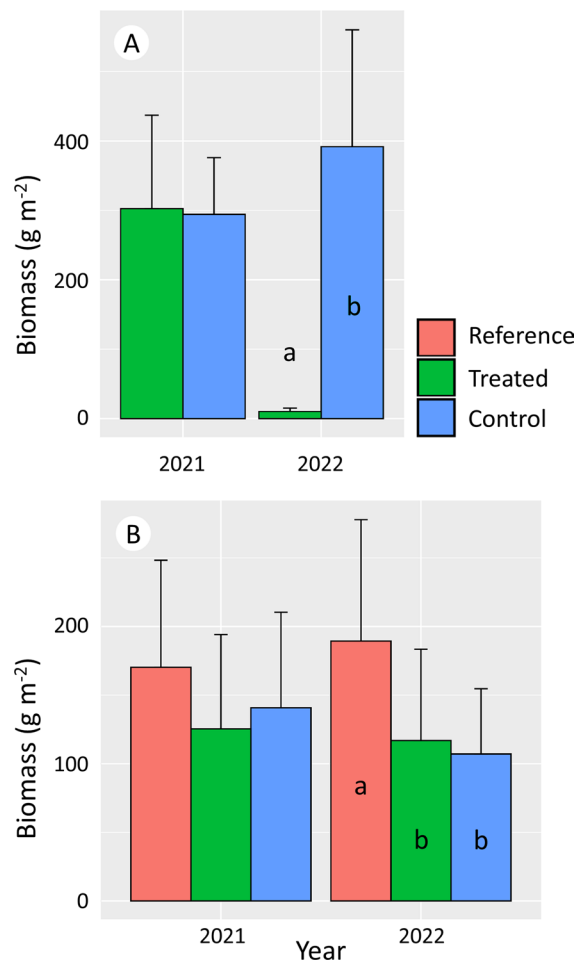 A
Biomass (g m⁻²)
400
200
0
a
b
2021
2022
Reference
Treated
Control
B
Biomass (g m⁻²)
200
100
0
a
b
b
2021
2022
Year